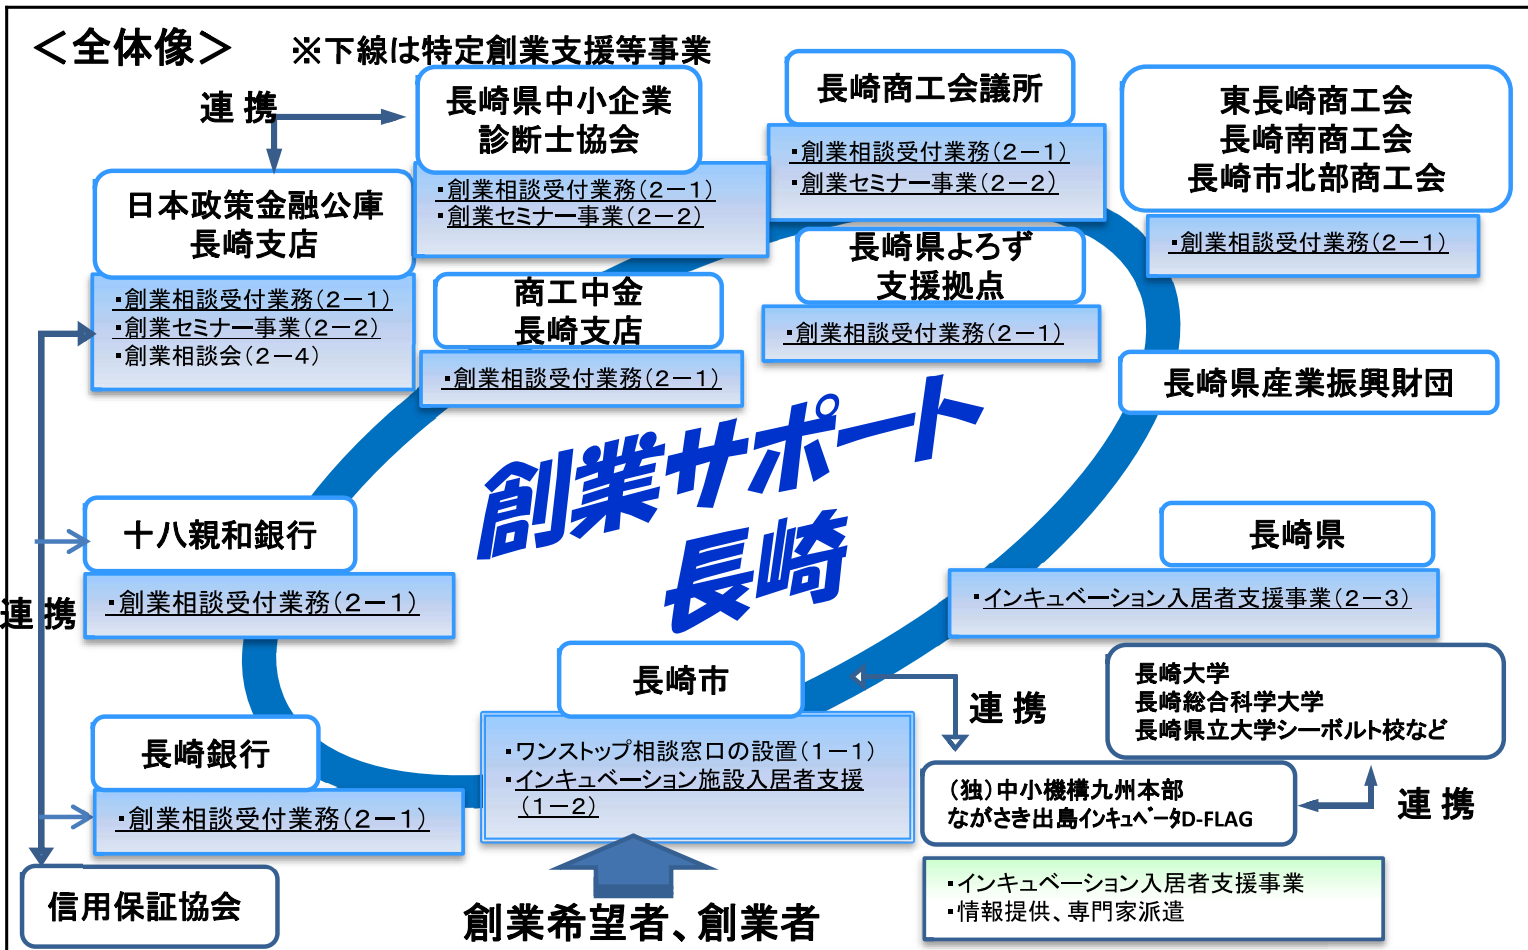 ＜全体像＞
※下線は特定創業支援等事業
連 携
長崎県中小企業
診断士協会
・創業相談受付業務(２－１)
・創業セミナー事業(２－２)
長崎商工会議所
・創業相談受付業務(２－１)
・創業セミナー事業(２－２)
東長崎商工会
長崎南商工会
長崎市北部商工会
・創業相談受付業務(２－１)
日本政策金融公庫
長崎支店
・創業相談受付業務(２－１)
・創業セミナー事業(２－２)
・創業相談会(２－４)
商工中金
長崎支店
・創業相談受付業務(２－１)
長崎県よろず
支援拠点
・創業相談受付業務(２－１)
長崎県産業振興財団
創業サポート
長崎
十八親和銀行
・創業相談受付業務(２－１)
連 携
長崎県
・インキュベーション入居者支援事業(２－３)
長崎市
・ワンストップ相談窓口の設置(１－１)
・インキュベーション施設入居者支援
(１－２)
連 携
長崎大学
長崎総合科学大学
長崎県立大学シーボルト校など
長崎銀行
・創業相談受付業務(２－１)
（独）中小機構九州本部
ながさき出島ｲﾝｷｭﾍﾞｰﾀD-FLAG
連 携
・インキュベーション入居者支援事業
・情報提供、専門家派遣
信用保証協会
創業希望者、創業者